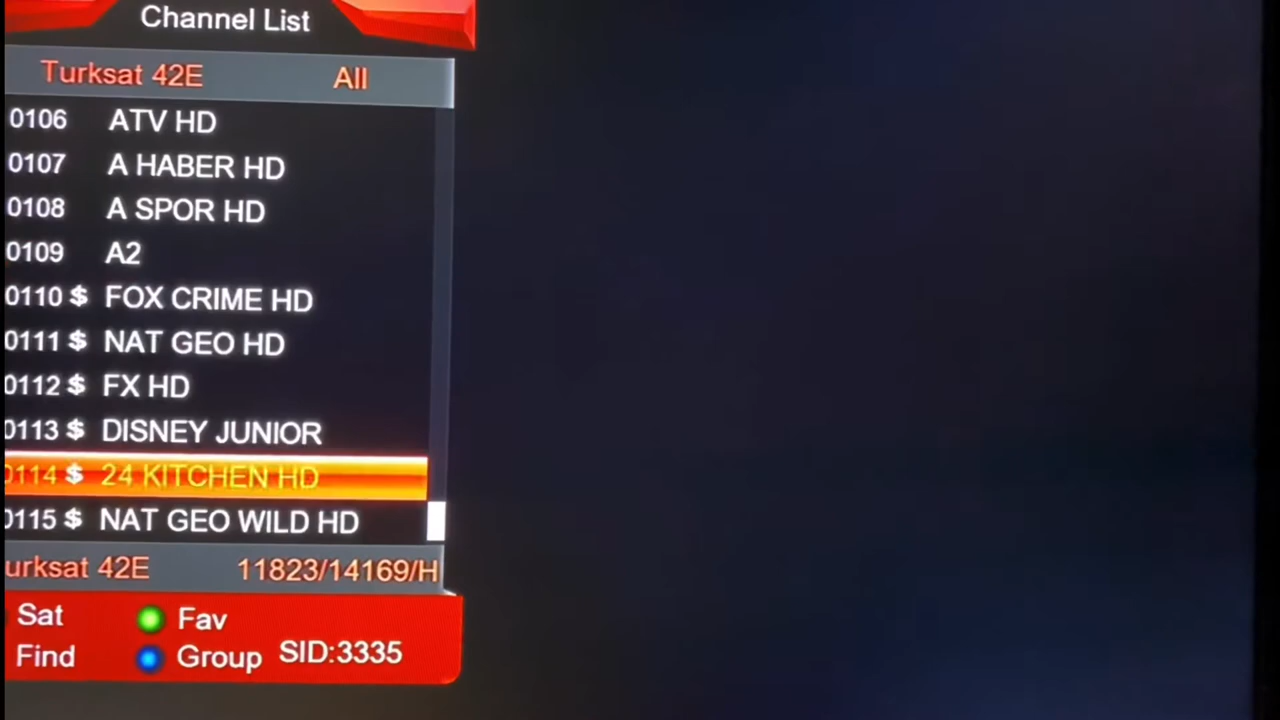 Channel List
Turksat 42E All
0106 ATV HD
0107 A HABER HD
0108 A SPOR HD
0109 A2
0110 $ FOX CRIME HD
0111 $ NAT GEO HD
0112 $ FX HD
0113 $ DISNEY JUNIOR
0114 $ 24 KITCHEN HD
0115 $ NAT GEO WILD HD
urksat 42E 11823/14169/H
Sat Fav
Find Group SID:3335